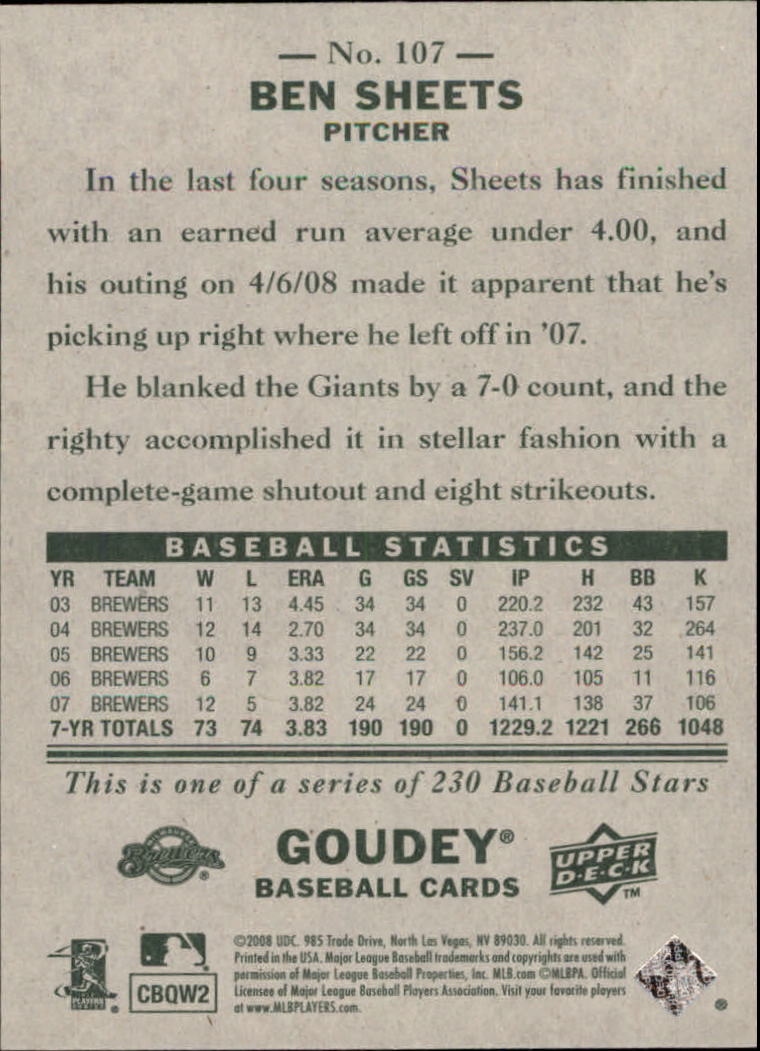 — No. 107 —
BEN SHEETS
PITCHER
In the last four seasons, Sheets has finished
with an earned run average under 4.00, and
his outing on 4/6/08 made it apparent that he's
picking up right where he left off in '07.
He blanked the Giants by a 7-0 count, and the
righty accomplished it in stellar fashion with a
complete-game shutout and eight strikeouts.
BASEBALL STATISTICS
YR TEAM W L ERA G GS SV IP H BB K
03 BREWERS 11 13 4.45 34 34 0 220.2 232 43 157
04 BREWERS 12 14 2.70 34 34 0 237.0 201 32 264
05 BREWERS 10 9 3.33 22 22 0 156.2 142 25 141
06 BREWERS 6 7 3.82 17 17 0 106.0 105 11 116
07 BREWERS 12 5 3.82 24 24 0 141.1 138 37 106
7-YR TOTALS 73 74 3.83 190 190 0 1229.2 1221 266 1048
This is one of a series of 230 Baseball Stars
MILWAUKEE
Brewers®
GOUDEY®
BASEBALL CARDS
UPPER
D·E·C·K
™
PLAYERS
CHOICE
®
CBQW2
©2008 UDC. 985 Trade Drive, North Las Vegas, NV 89030. All rights reserved.
Printed in the USA. Major League Baseball trademarks and copyrights are used with
permission of Major League Baseball Properties, Inc. MLB.com ©MLBPA. Official
Licensee of Major League Baseball Players Association. Visit your favorite players
at www.MLBPLAYERS.com.
®